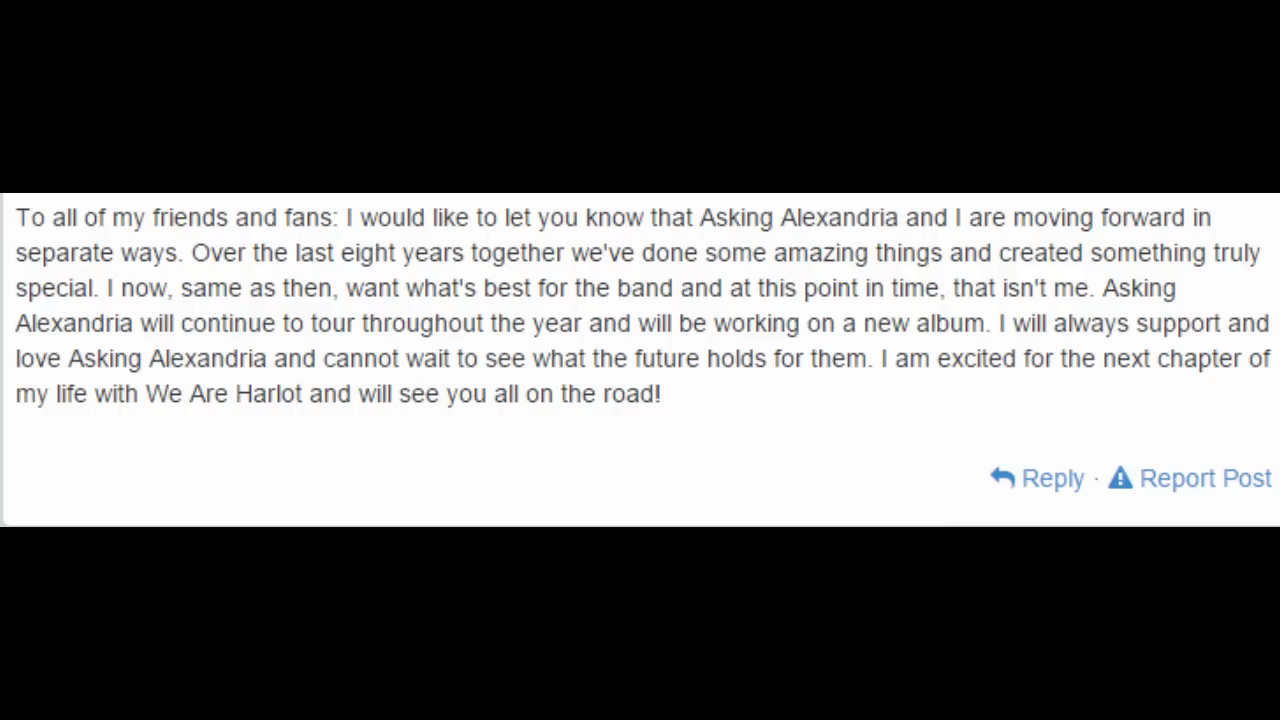 To all of my friends and fans: I would like to let you know that Asking Alexandria and I are moving forward in
separate ways. Over the last eight years together we've done some amazing things and created something truly
special. I now, same as then, want what's best for the band and at this point in time, that isn't me. Asking
Alexandria will continue to tour throughout the year and will be working on a new album. I will always support and
love Asking Alexandria and cannot wait to see what the future holds for them. I am excited for the next chapter of
my life with We Are Harlot and will see you all on the road!
Reply · Report Post